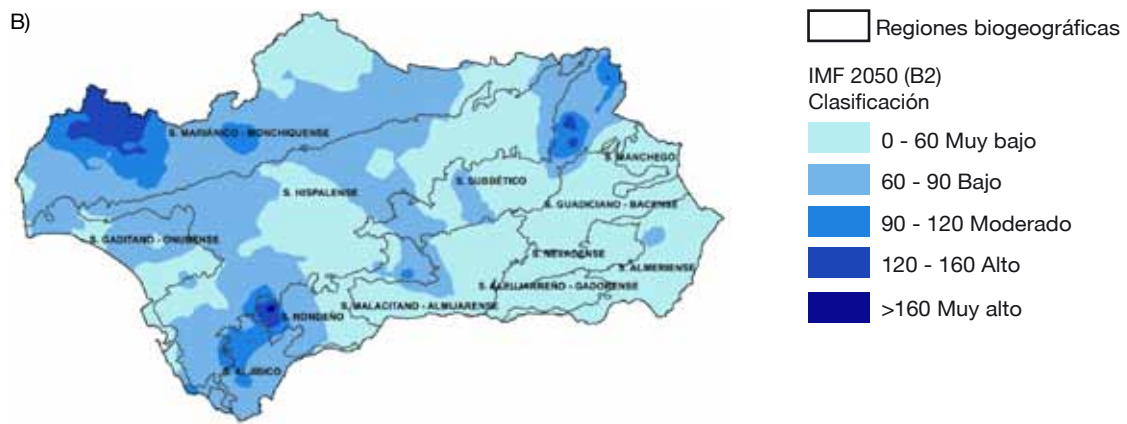 B)
S. MARIÁNICO - MONCHIQUENSE
S. MANCHEGO
S. SUBBÉTICO
S. HISPALENSE
S. GUADICIANO - BACENSE
S. GADITANO - ONUBENSE
S. NEVADENSE
S. ALMERIENSE
S. ALPUJARREÑO - GADORENSE
S. MALACITANO - ALMIJARENSE
S. RONDEÑO
S. ALJÍBICO
Regiones biogeográficas
IMF 2050 (B2)
Clasificación
0 - 60 Muy bajo
60 - 90 Bajo
90 - 120 Moderado
120 - 160 Alto
>160 Muy alto